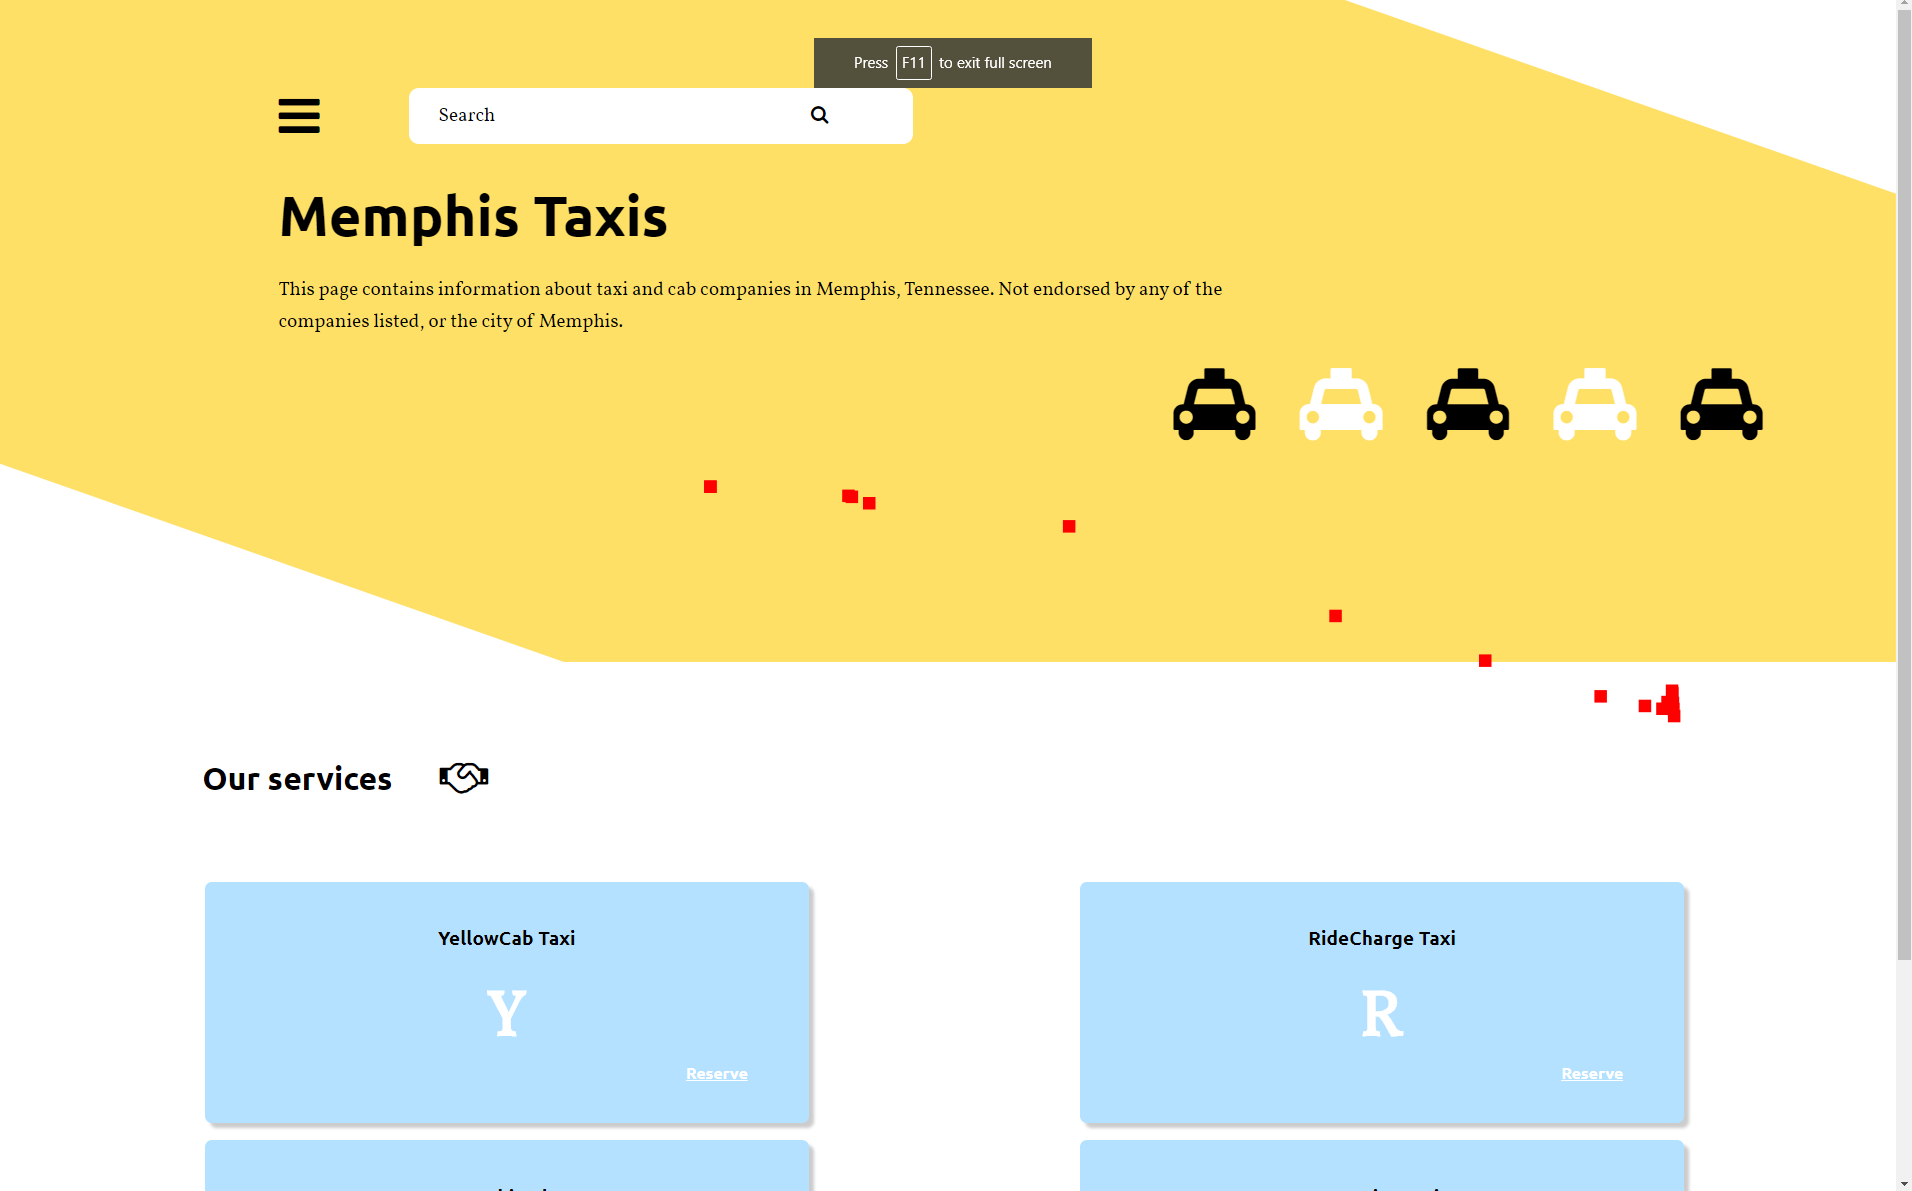 Press F11 to exit full screen
Search
Memphis Taxis
This page contains information about taxi and cab companies in Memphis, Tennessee. Not endorsed by any of the
companies listed, or the city of Memphis.
Our services
YellowCab Taxi
RideCharge Taxi
Y
R
Reserve
Reserve